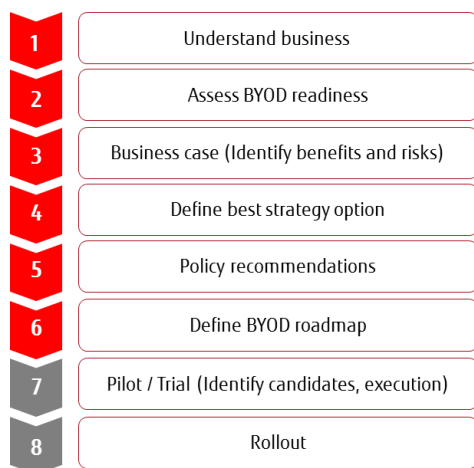 1 Understand business
2 Assess BYOD readiness
3 Business case (Identify benefits and risks)
4 Define best strategy option
5 Policy recommendations
6 Define BYOD roadmap
7 Pilot / Trial (Identify candidates, execution)
8 Rollout